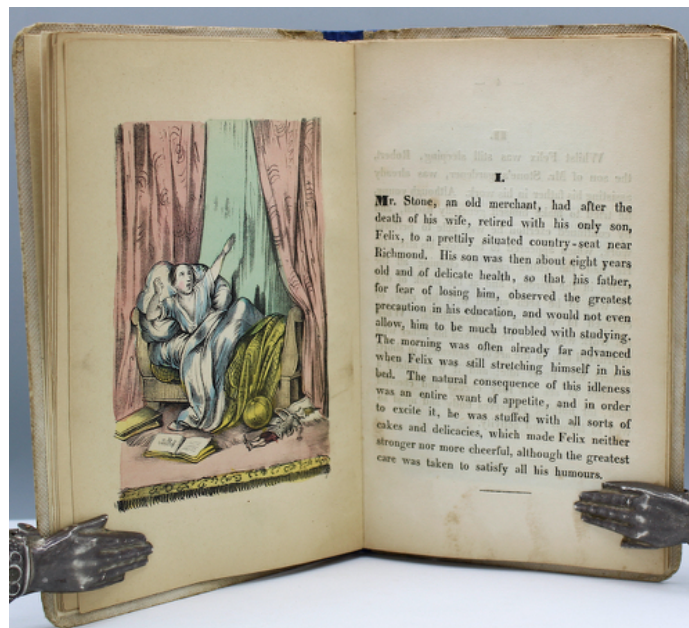 I.
Mr. Stone, an old merchant, had after the
death of his wife, retired with his only son,
Felix, to a prettily situated country-seat near
Richmond. His son was then about eight years
old and of delicate health, so that his father,
for fear of losing him, observed the greatest
precaution in his education, and would not even
allow, him to be much troubled with studying.
The morning was often already far advanced
when Felix was still stretching himself in his
bed. The natural consequence of this idleness
was an entire want of appetite, and in order
to excite it, he was stuffed with all sorts of
cakes and delicacies, which made Felix neither
stronger nor more cheerful, although the greatest
care was taken to satisfy all his humours.